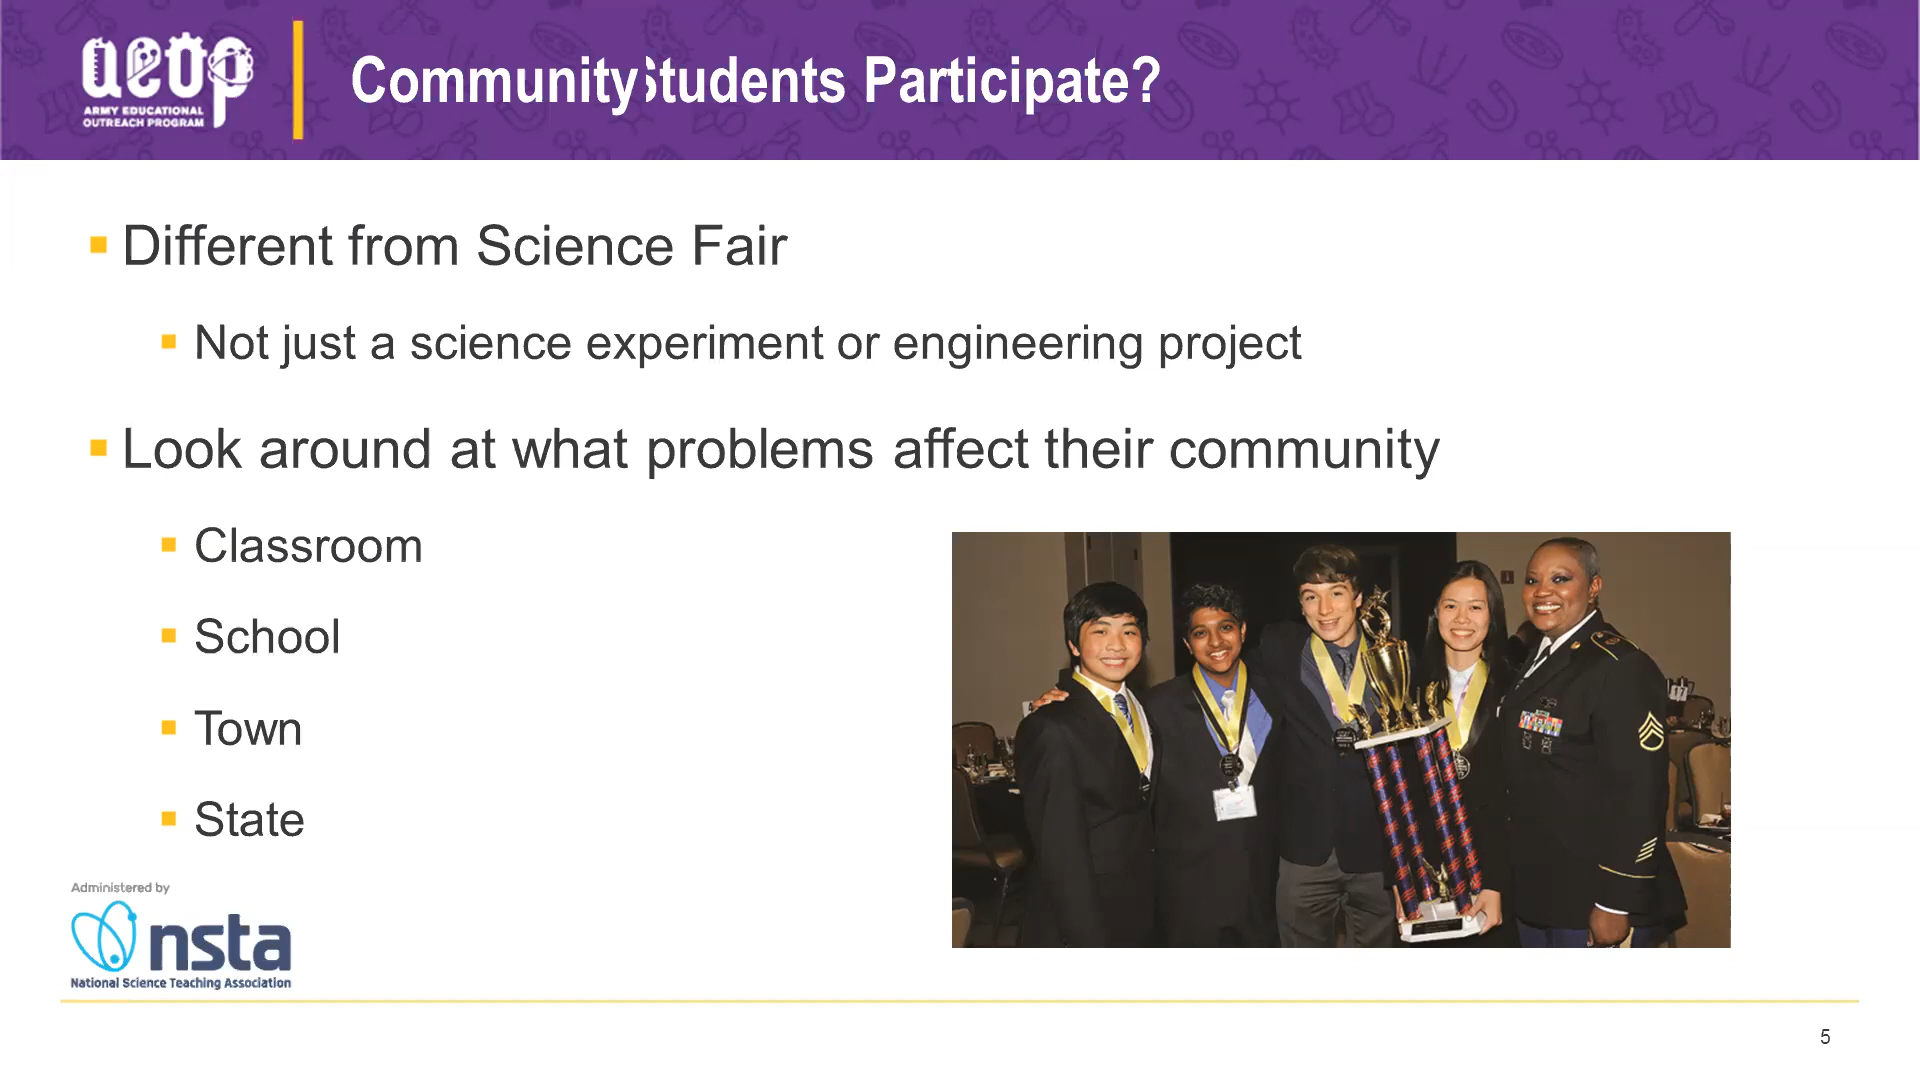 aeop
ARMY EDUCATIONAL
OUTREACH PROGRAM
Community Students Participate?
Different from Science Fair
Not just a science experiment or engineering project
Look around at what problems affect their community
Classroom
School
Town
State
Administered by
nsta
National Science Teaching Association
5